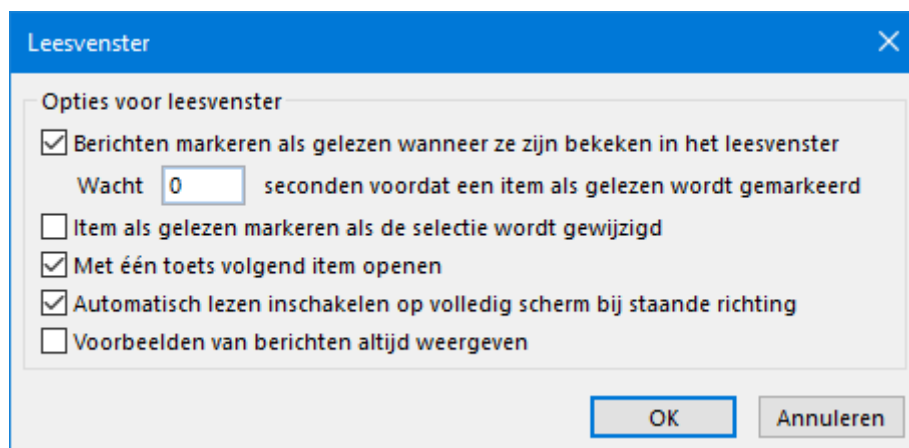 Leesvenster
Opties voor leesvenster
Berichten markeren als gelezen wanneer ze zijn bekeken in het leesvenster
Wacht 0 seconden voordat een item als gelezen wordt gemarkeerd
Item als gelezen markeren als de selectie wordt gewijzigd
Met één toets volgend item openen
Automatisch lezen inschakelen op volledig scherm bij staande richting
Voorbeelden van berichten altijd weergeven
OK Annuleren